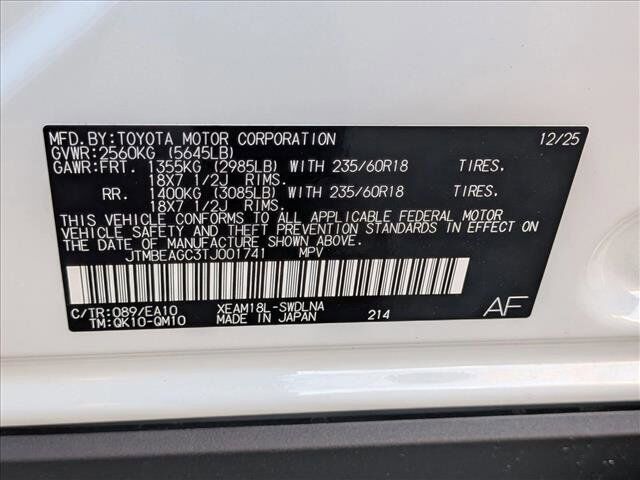 MFD.BY:TOYOTA MOTOR CORPORATION 12/25
GVWR:2560KG (5645LB)
GAWR:FRT. 1355KG (2985LB) WITH 235/60R18 TIRES.
18X7 1/2J RIMS.
RR. 1400KG (3085LB) WITH 235/60R18 TIRES.
18X7 1/2J RIMS.
THIS VEHICLE CONFORMS TO ALL APPLICABLE FEDERAL MOTOR
VEHICLE SAFETY AND THEFT PREVENTION STANDARDS IN EFFECT
ON THE DATE OF MANUFACTURE SHOWN ABOVE.
JTMBEAGC3TJ001741 MPV
C/TR:089/EA10 XEAM18L-SWDLNA
TM:QK10-QM10 MADE IN JAPAN 214 AF